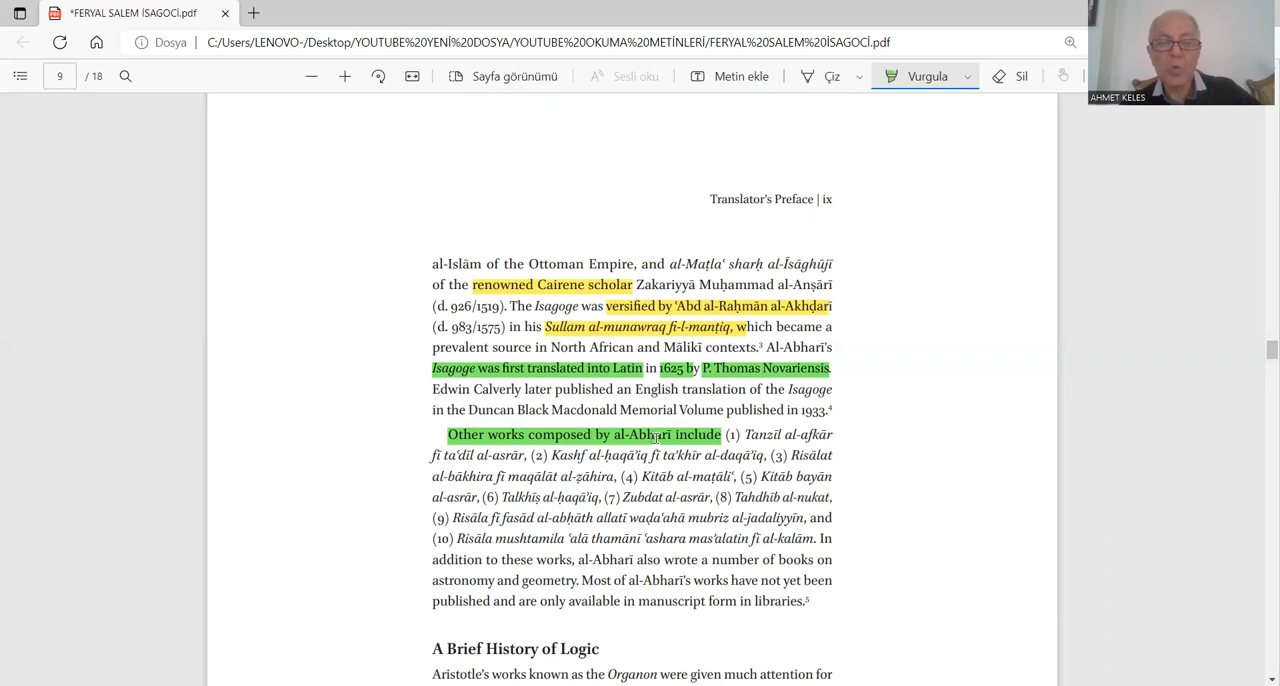 *FERYAL SALEM İSAGOCİ.pdf
Dosya C:/Users/LENOVO-/Desktop/YOUTUBE%20YENİ%20DOSYA/YOUTUBE%20OKUMA%20METİNLERİ/FERYAL%20SALEM%20İSAGOCİ.pdf
9 / 18 Sayfa görünümü Sesli oku Metin ekle Çiz Vurgula Sil
AHMET KELES
Translator's Preface | ix
al-Islām of the Ottoman Empire, and al-Maṭlaʿ sharḥ al-Īsāghūjī
of the renowned Cairene scholar Zakariyyā Muḥammad al-Anṣārī
(d. 926/1519). The Isagoge was versified by ʿAbd al-Raḥmān al-Akhḍarī
(d. 983/1575) in his Sullam al-munawraq fi-l-manṭiq, which became a
prevalent source in North African and Mālikī contexts.³ Al-Abharī's
Isagoge was first translated into Latin in 1625 by P. Thomas Novariensis.
Edwin Calverly later published an English translation of the Isagoge
in the Duncan Black Macdonald Memorial Volume published in 1933.⁴
Other works composed by al-Abharī include (1) Tanzīl al-afkār
fī taʿdīl al-asrār, (2) Kashf al-ḥaqāʾiq fī taʾkhīr al-daqāʾiq, (3) Risālat
al-bākhira fī maqālāt al-ẓāhira, (4) Kitāb al-maṭāliʿ, (5) Kitāb bayān
al-asrār, (6) Talkhīṣ al-ḥaqāʾiq, (7) Zubdat al-asrār, (8) Tahdhīb al-nukat,
(9) Risāla fī fasād al-abḥāth allatī waḍaʿahā mubriz al-jadaliyyīn, and
(10) Risāla mushtamila ʿalā thamānī ʿashara masʾalatin fī al-kalām. In
addition to these works, al-Abharī also wrote a number of books on
astronomy and geometry. Most of al-Abharī's works have not yet been
published and are only available in manuscript form in libraries.⁵
A Brief History of Logic
Aristotle's works known as the Organon were given much attention for